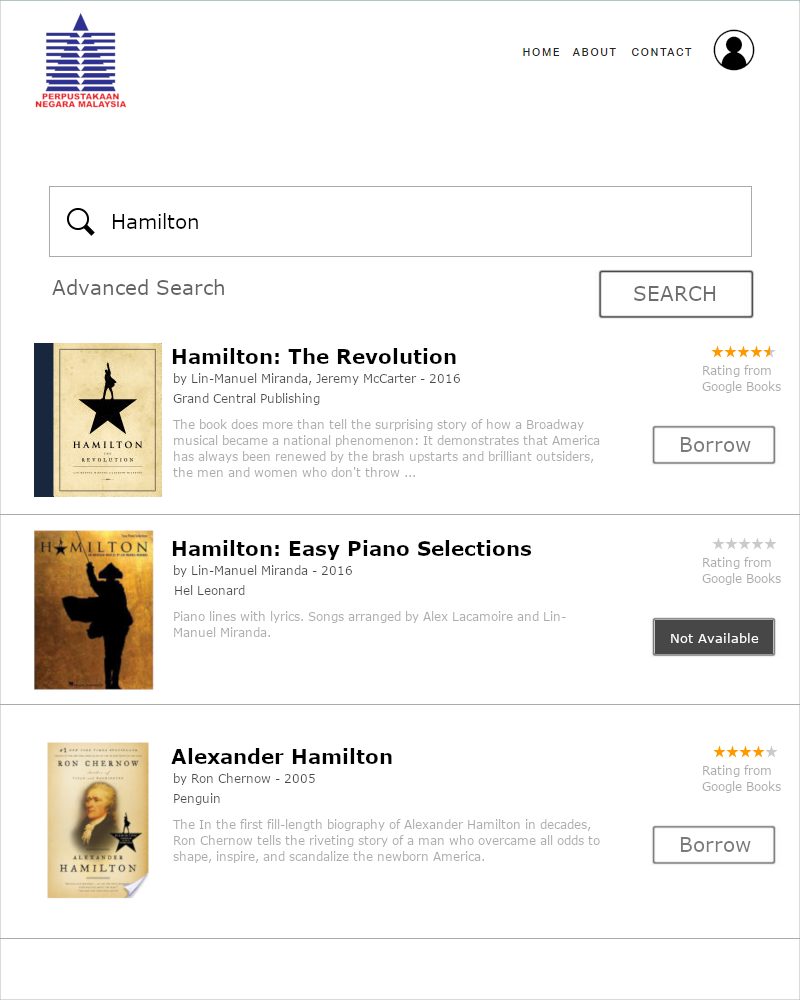 HOME ABOUT CONTACT
PERPUSTAKAAN
NEGARA MALAYSIA
Hamilton
Advanced Search
SEARCH
HAMILTON
THE
REVOLUTION
Hamilton: The Revolution
by Lin-Manuel Miranda, Jeremy McCarter - 2016
Grand Central Publishing
The book does more than tell the surprising story of how a Broadway
musical became a national phenomenon: It demonstrates that America
has always been renewed by the brash upstarts and brilliant outsiders,
the men and women who don't throw ...
Rating from
Google Books
Borrow
HAMILTON
Hamilton: Easy Piano Selections
by Lin-Manuel Miranda - 2016
Hel Leonard
Piano lines with lyrics. Songs arranged by Alex Lacamoire and Lin-
Manuel Miranda.
Rating from
Google Books
Not Available
#1 NEW YORK TIMES BESTSELLER
RON CHERNOW
ALEXANDER
HAMILTON
Alexander Hamilton
by Ron Chernow - 2005
Penguin
The In the first fill-length biography of Alexander Hamilton in decades,
Ron Chernow tells the riveting story of a man who overcame all odds to
shape, inspire, and scandalize the newborn America.
Rating from
Google Books
Borrow